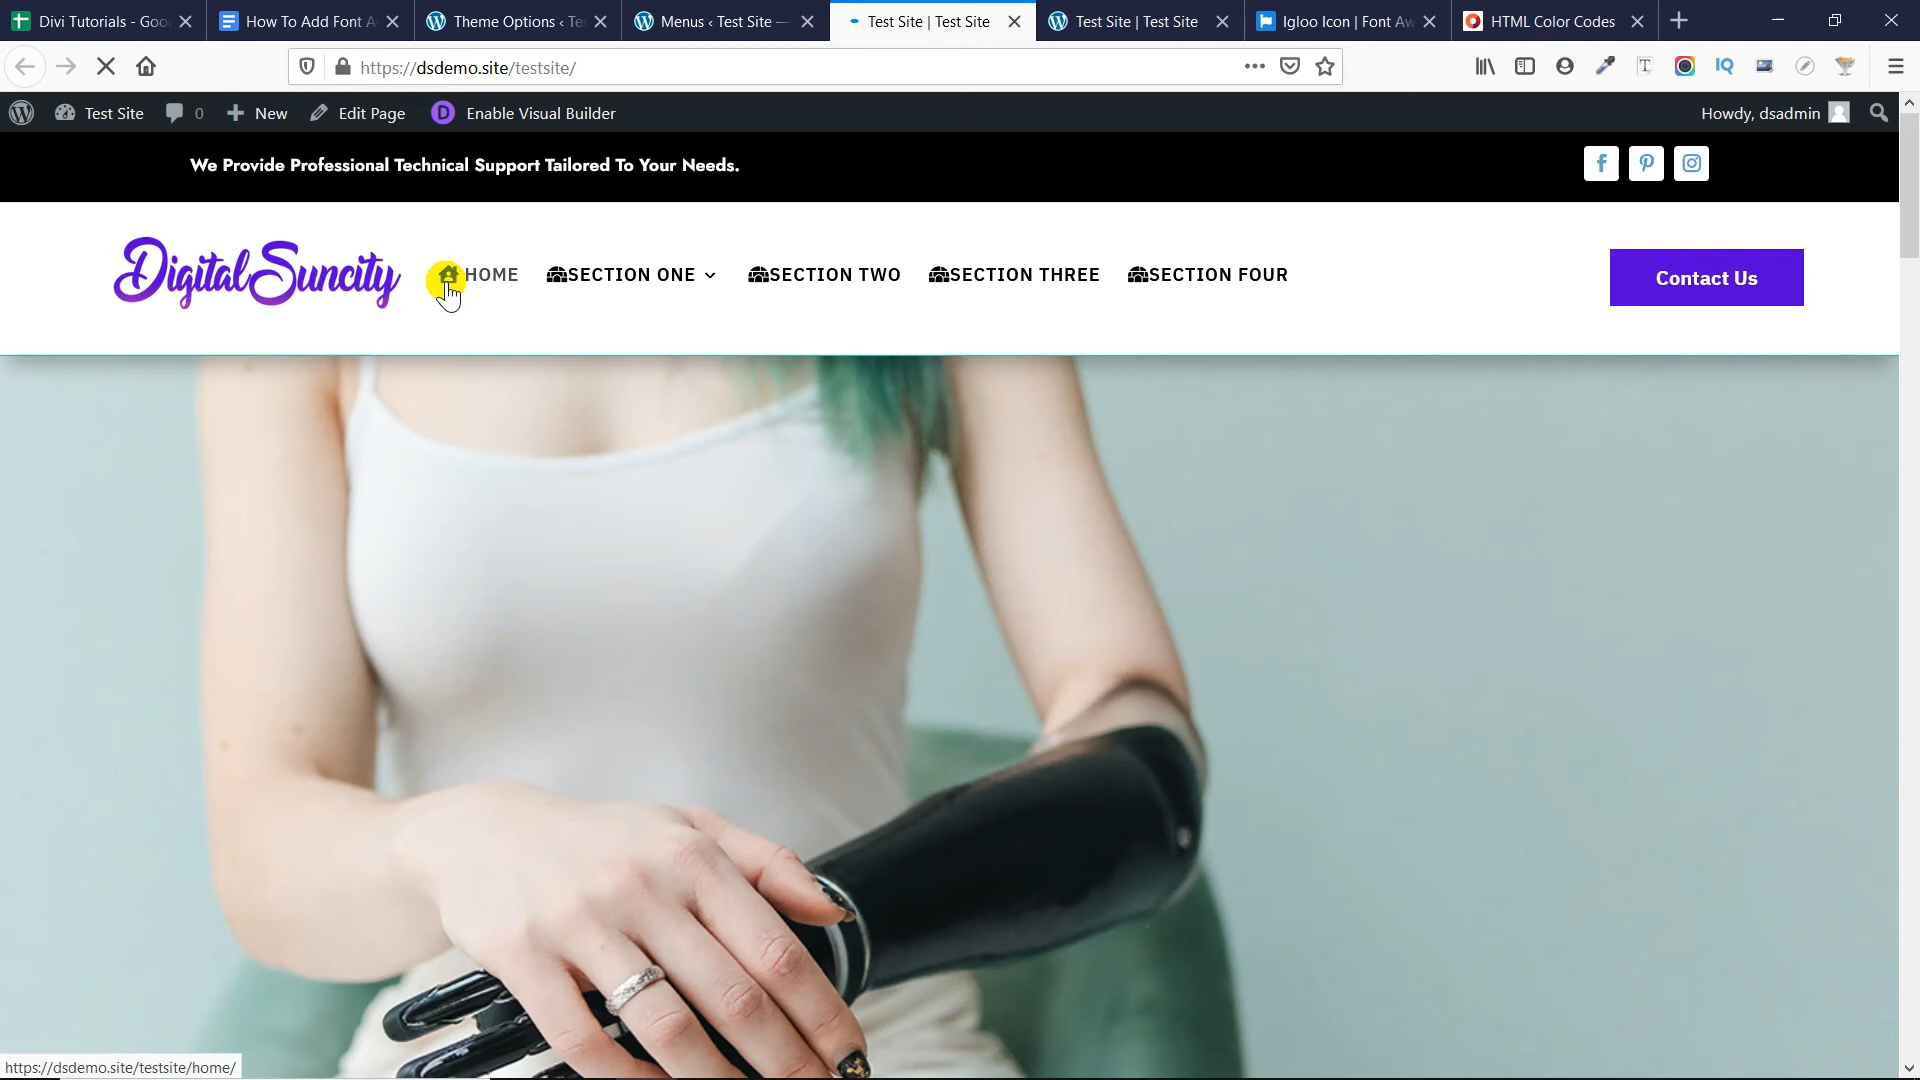 Divi Tutorials - Goo
How To Add Font A
Theme Options ‹ Te
Menus ‹ Test Site —
Test Site | Test Site
Test Site | Test Site
Igloo Icon | Font Aw
HTML Color Codes
https://dsdemo.site/testsite/
Test Site
0
New
Edit Page
D
Enable Visual Builder
Howdy, dsadmin
We Provide Professional Technical Support Tailored To Your Needs.
Digital Suncity
HOME
SECTION ONE
SECTION TWO
SECTION THREE
SECTION FOUR
Contact Us
https://dsdemo.site/testsite/home/